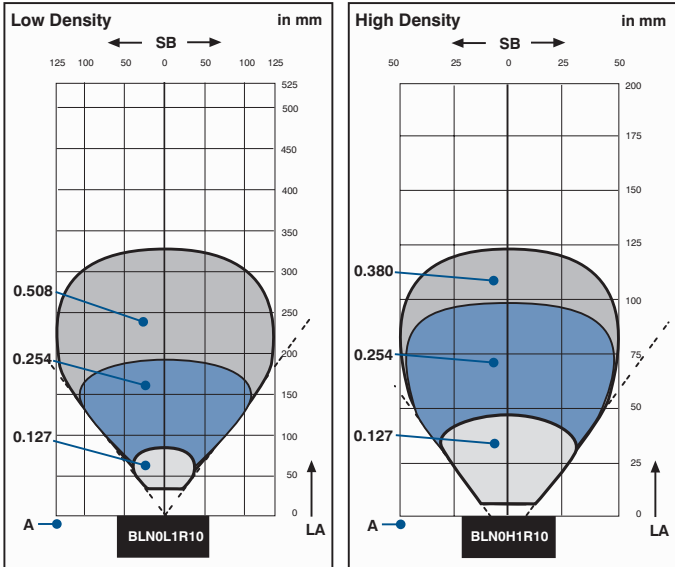 Low Density in mm
SB
125 100 50 0 50 100 125
525
500
450
400
350
300
250
200
150
100
50
0
0.508
0.254
0.127
A
BLN0L1R10
LA
High Density in mm
SB
50 25 0 25 50
200
175
150
125
100
75
50
25
0
0.380
0.254
0.127
A
BLN0H1R10
LA